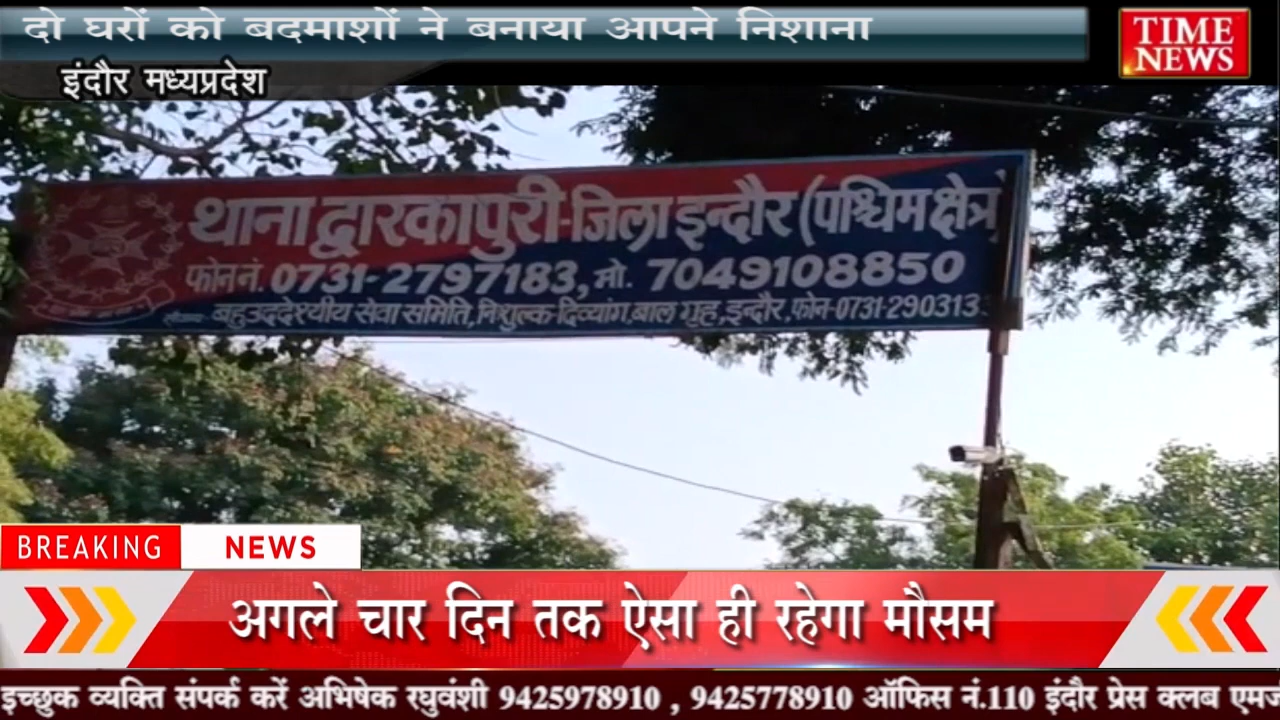 दो घरों को बदमाशों ने बनाया आपने निशाना
TIME
NEWS
इंदौर मध्यप्रदेश
थाना द्वारकापुरी-जिला इन्दौर (पश्चिम क्षेत्र)
फोन नं. 0731-2797183, मो. 7049108850
बहुउददेश्यीय सेवा समिति, निशुल्क दिव्यांग, बाल गृह, इन्दौर, फोन-0731-290313
BREAKING NEWS
अगले चार दिन तक ऐसा ही रहेगा मौसम
इच्छुक व्यक्ति संपर्क करें अभिषेक रघुवंशी 9425978910 , 9425778910 ऑफिस नं.110 इंदौर प्रेस क्लब एमज